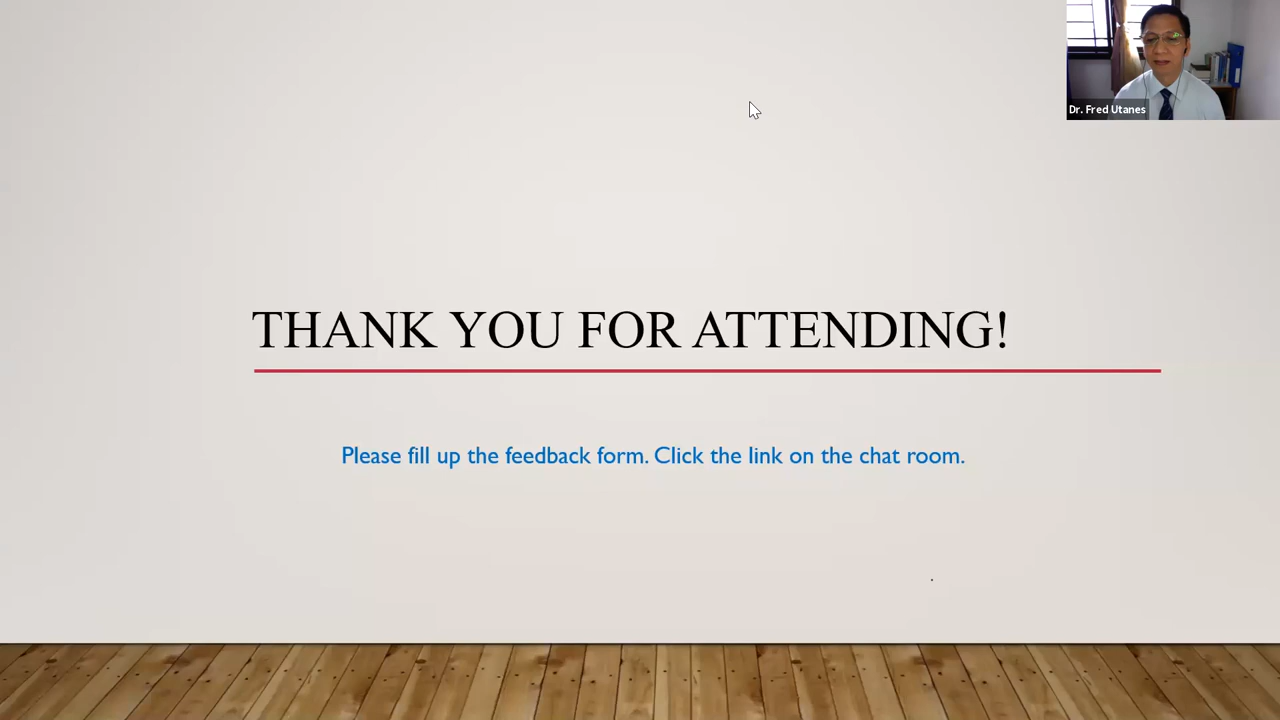 Dr. Fred Utanes
THANK YOU FOR ATTENDING!
Please fill up the feedback form. Click the link on the chat room.
.